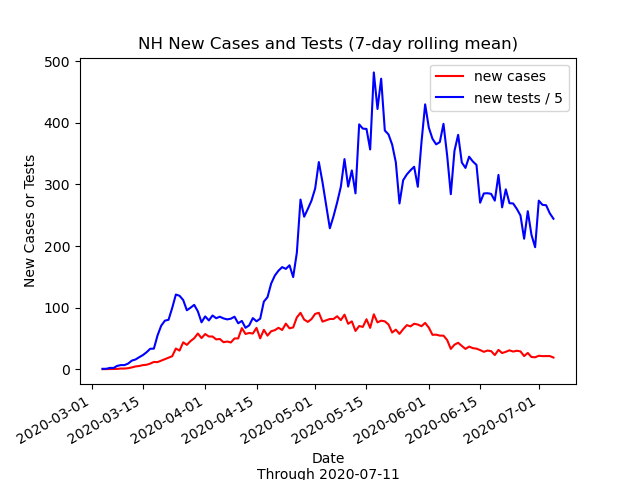 NH New Cases and Tests (7-day rolling mean)
new cases
new tests / 5
New Cases or Tests
500
400
300
200
100
0
2020-03-01
2020-03-15
2020-04-01
2020-04-15
2020-05-01
2020-05-15
2020-06-01
2020-06-15
2020-07-01
Date
Through 2020-07-11